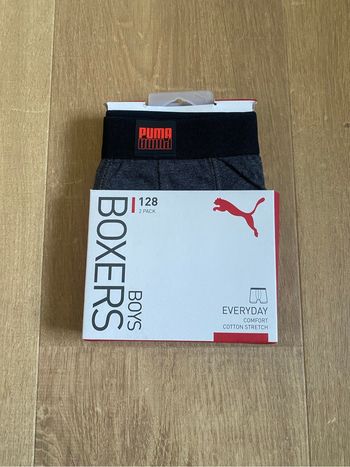 PUMA
128
2 PACK
BOXERS
BOYS
EVERYDAY
COMFORT
COTTON STRETCH